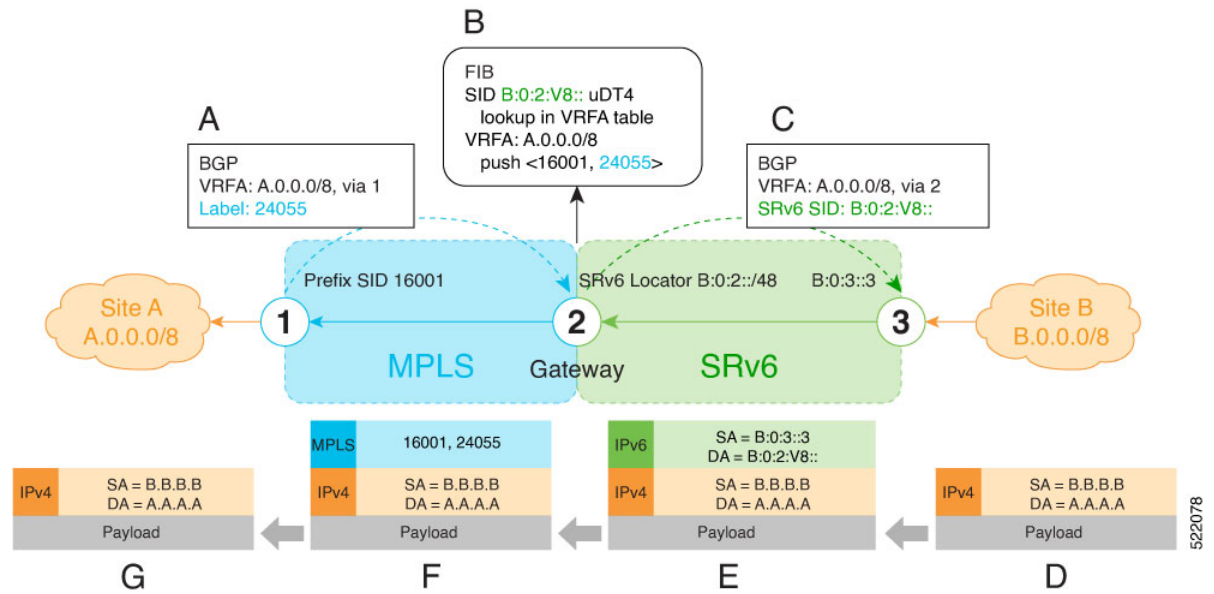 B
FIB
SID B:0:2:V8:: uDT4
lookup in VRFA table
VRFA: A.0.0.0/8
push <16001, 24055>
A
BGP
VRFA: A.0.0.0/8, via 1
Label: 24055
C
BGP
VRFA: A.0.0.0/8, via 2
SRv6 SID: B:0:2:V8::
Prefix SID 16001
SRv6 Locator B:0:2::/48
B:0:3::3
Site A
A.0.0.0/8
1
2
3
Site B
B.0.0.0/8
MPLS
Gateway
SRv6
IPv4
SA = B.B.B.B
DA = A.A.A.A
Payload
G
MPLS
16001, 24055
IPv4
SA = B.B.B.B
DA = A.A.A.A
Payload
F
IPv6
SA = B:0:3::3
DA = B:0:2:V8::
IPv4
SA = B.B.B.B
DA = A.A.A.A
Payload
E
IPv4
SA = B.B.B.B
DA = A.A.A.A
Payload
D
522078